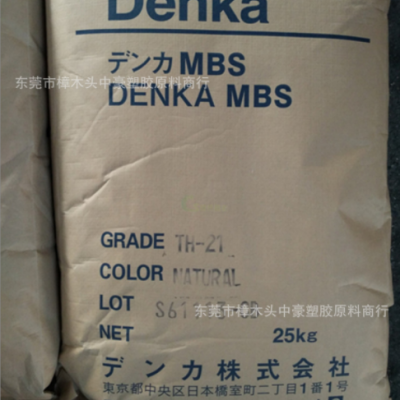 Denka
デンカMBS
DENKA MBS
东莞市樟木头中豪塑胶原料商行
GRADE TH-21
COLOR NATURAL
LOT
东莞市樟木头中豪塑胶原料商行
NET 25kg
デンカ株式会社
東京都中央区日本橋室町二丁目1番1号